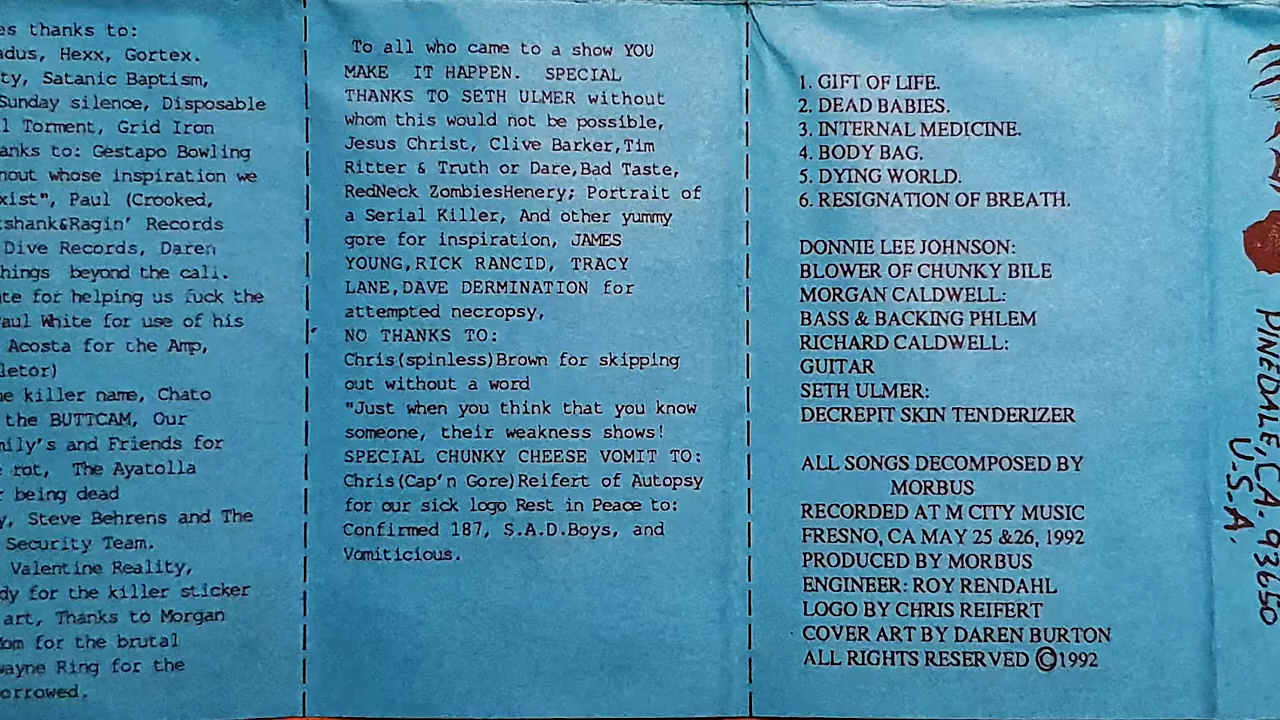 es thanks to:
adus, Hexx, Gortex.
ty, Satanic Baptism,
Sunday silence, Disposable
l Torment, Grid Iron
anks to: Gestapo Bowling
hout whose inspiration we
xist", Paul (Crooked,
kshank&Ragin' Records
Dive Records, Daren
hings beyond the call.
te for helping us fuck the
Paul White for use of his
Acosta for the Amp,
letor)
he killer name, Chato
the BUTTCAM, Our
mily's and Friends for
e rot, The Ayatolla
r being dead
y, Steve Behrens and The
Security Team.
Valentine Reality,
dy for the killer sticker
art, Thanks to Morgan
Mom for the brutal
wayne Ring for the
orrowed.
To all who came to a show YOU
MAKE IT HAPPEN. SPECIAL
THANKS TO SETH ULMER without
whom this would not be possible,
Jesus Christ, Clive Barker,Tim
Ritter & Truth or Dare,Bad Taste,
RedNeck ZombiesHenery; Portrait of
a Serial Killer, And other yummy
gore for inspiration, JAMES
YOUNG,RICK RANCID, TRACY
LANE,DAVE DERMINATION for
attempted necropsy,
NO THANKS TO:
Chris(spinless)Brown for skipping
out without a word
"Just when you think that you know
someone, their weakness shows!
SPECIAL CHUNKY CHEESE VOMIT TO:
Chris(Cap'n Gore)Reifert of Autopsy
for our sick logo Rest in Peace to:
Confirmed 187, S.A.D.Boys, and
Vomiticious.
1. GIFT OF LIFE.
2. DEAD BABIES.
3. INTERNAL MEDICINE.
4. BODY BAG.
5. DYING WORLD.
6. RESIGNATION OF BREATH.
DONNIE LEE JOHNSON:
BLOWER OF CHUNKY BILE
MORGAN CALDWELL:
BASS & BACKING PHLEM
RICHARD CALDWELL:
GUITAR
SETH ULMER:
DECREPIT SKIN TENDERIZER
ALL SONGS DECOMPOSED BY
MORBUS
RECORDED AT M CITY MUSIC
FRESNO, CA MAY 25 &26, 1992
PRODUCED BY MORBUS
ENGINEER: ROY RENDAHL
LOGO BY CHRIS REIFERT
COVER ART BY DAREN BURTON
ALL RIGHTS RESERVED ©1992
PINEDALE, CA. 93650
U.S.A.